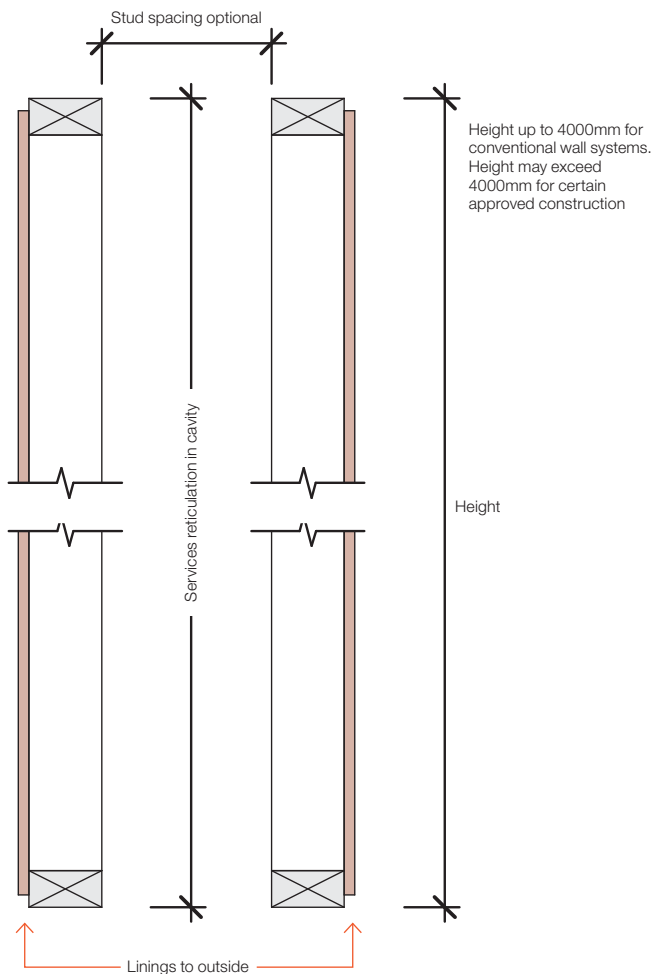 Stud spacing optional
Height up to 4000mm for
conventional wall systems.
Height may exceed
4000mm for certain
approved construction
Services reticulation in cavity
Height
Linings to outside